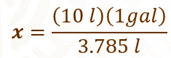 x = (10 l)(1gal) / 3.785 l